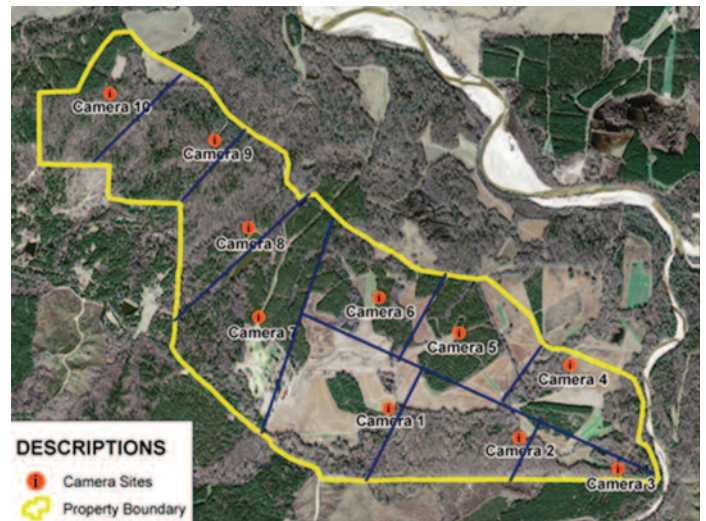 Camera 10
Camera 9
Camera 8
Camera 7
Camera 6
Camera 5
Camera 4
Camera 1
Camera 2
Camera 3
DESCRIPTIONS
Camera Sites
Property Boundary